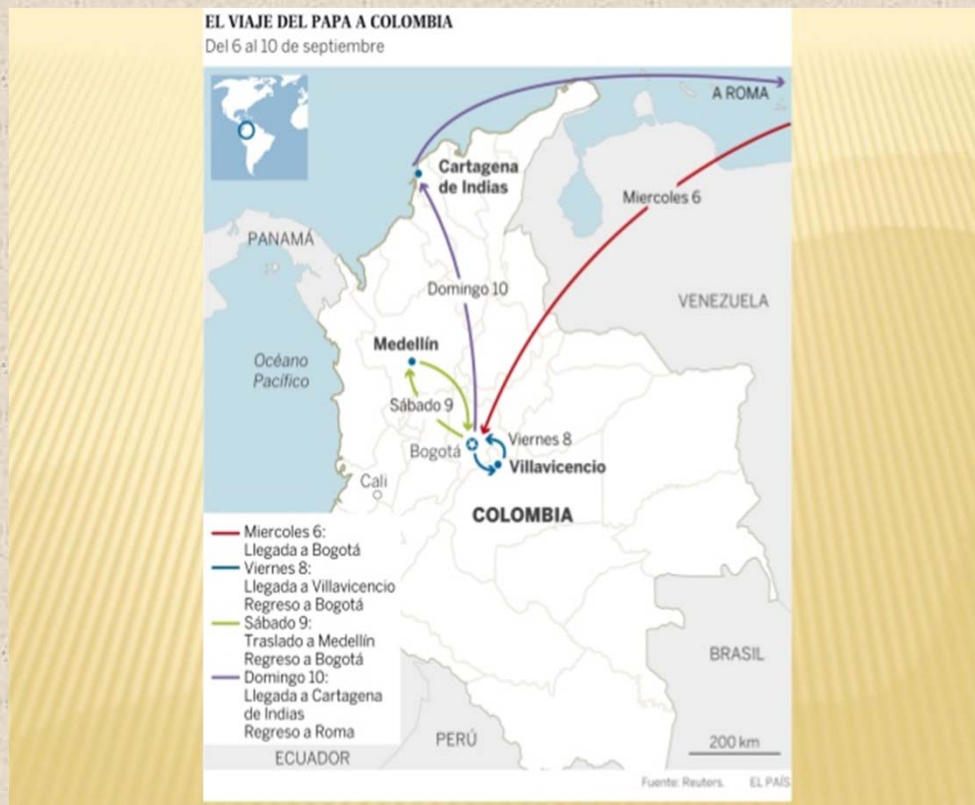 EL VIAJE DEL PAPA A COLOMBIA
Del 6 al 10 de septiembre
A ROMA
Cartagena
de Indias
Miercoles 6
PANAMÁ
Domingo 10
VENEZUELA
Medellín
Océano
Pacífico
Sábado 9
Bogotá
Viernes 8
Villavicencio
Cali
COLOMBIA
Miercoles 6:
Llegada a Bogotá
Viernes 8:
Llegada a Villavicencio
Regreso a Bogotá
Sábado 9:
Traslado a Medellín
Regreso a Bogotá
Domingo 10:
Llegada a Cartagena
de Indias
Regreso a Roma
BRASIL
PERÚ
ECUADOR
200 km
Fuente: Reuters. EL PAÍS